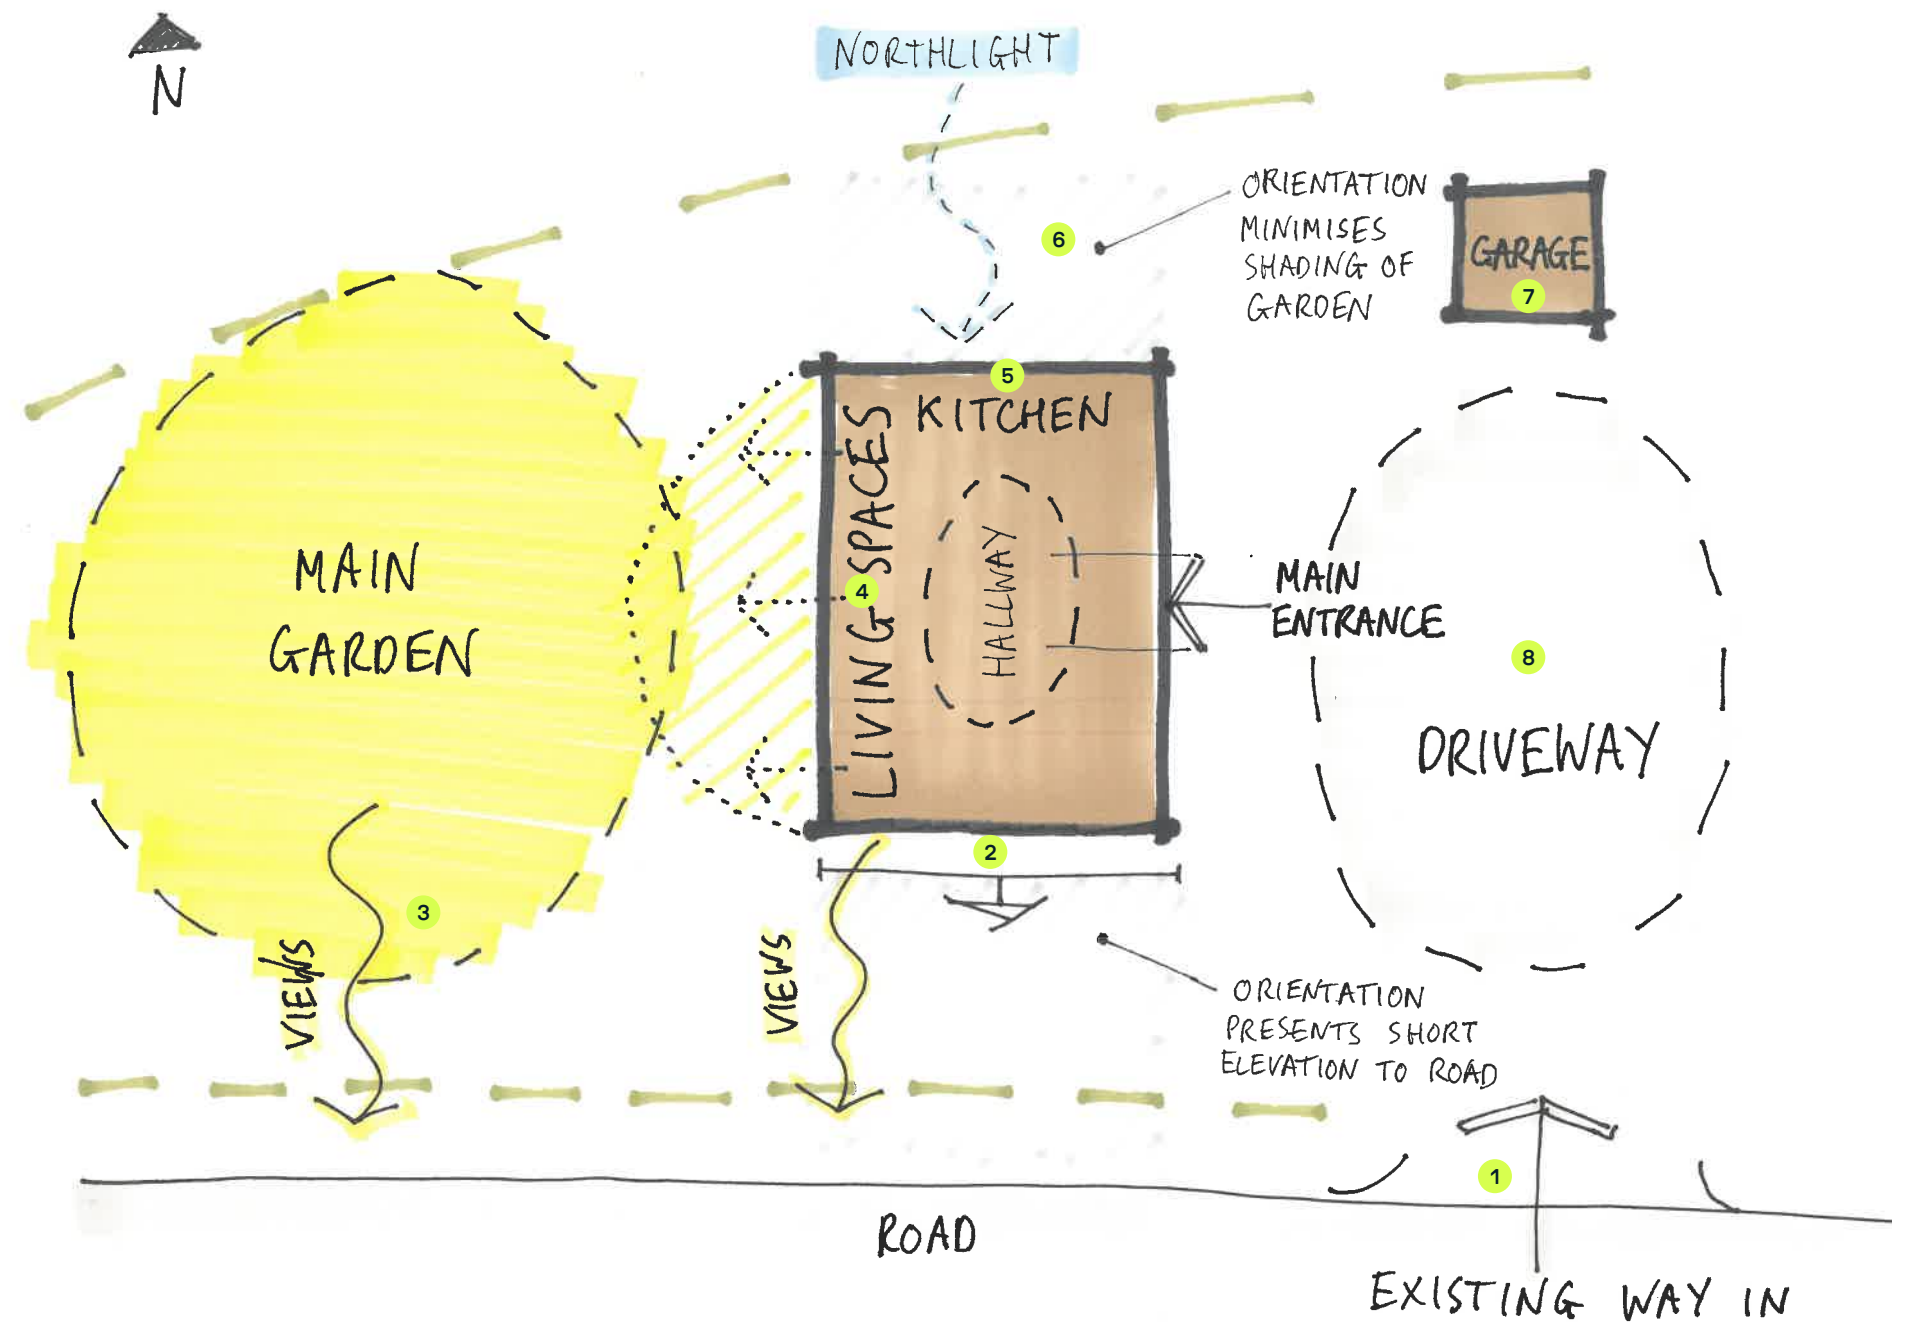 N
NORTHLIGHT
ORIENTATION
MINIMISES
SHADING OF
GARDEN
6
GARAGE
7
5
KITCHEN
LIVING SPACES
4
HALLWAY
MAIN
GARDEN
MAIN
ENTRANCE
8
DRIVEWAY
2
3
VIEWS
VIEWS
ORIENTATION
PRESENTS SHORT
ELEVATION TO ROAD
1
ROAD
EXISTING WAY IN